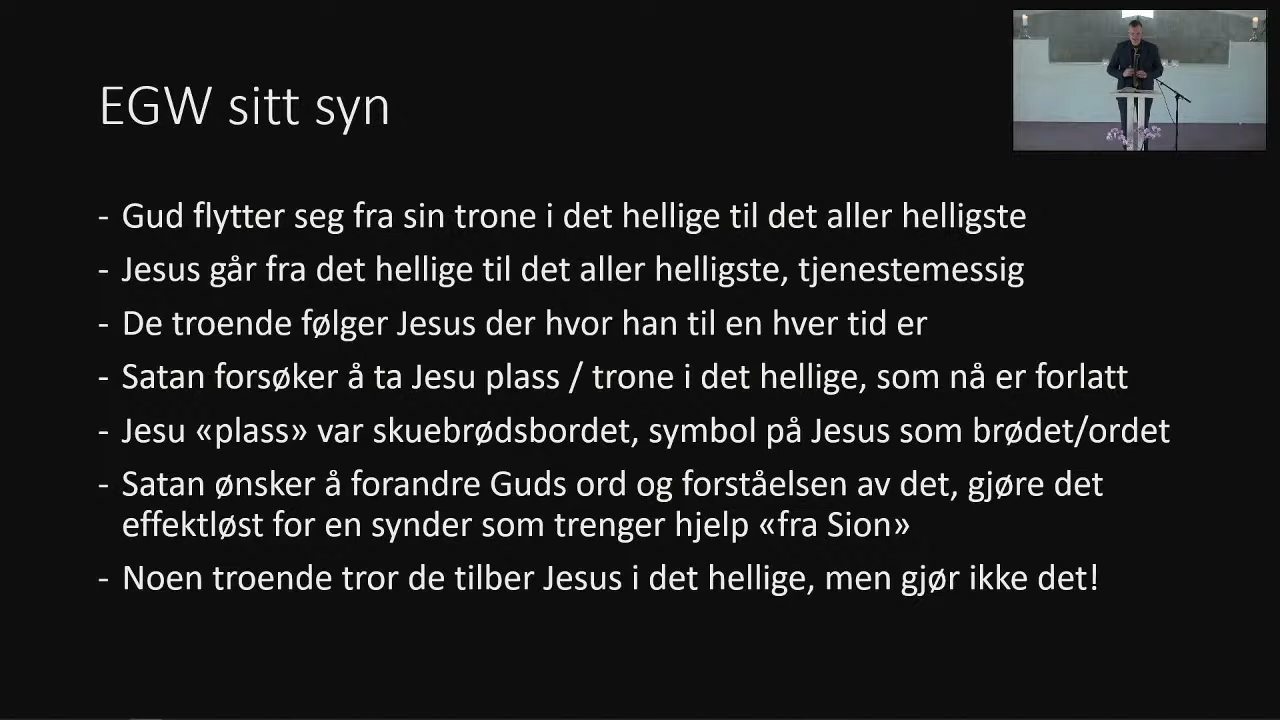 EGW sitt syn
- Gud flytter seg fra sin trone i det hellige til det aller helligste
- Jesus går fra det hellige til det aller helligste, tjenestemessig
- De troende følger Jesus der hvor han til en hver tid er
- Satan forsøker å ta Jesu plass / trone i det hellige, som nå er forlatt
- Jesu «plass» var skuebrødsbordet, symbol på Jesus som brødet/ordet
- Satan ønsker å forandre Guds ord og forståelsen av det, gjøre det
effektløst for en synder som trenger hjelp «fra Sion»
- Noen troende tror de tilber Jesus i det hellige, men gjør ikke det!